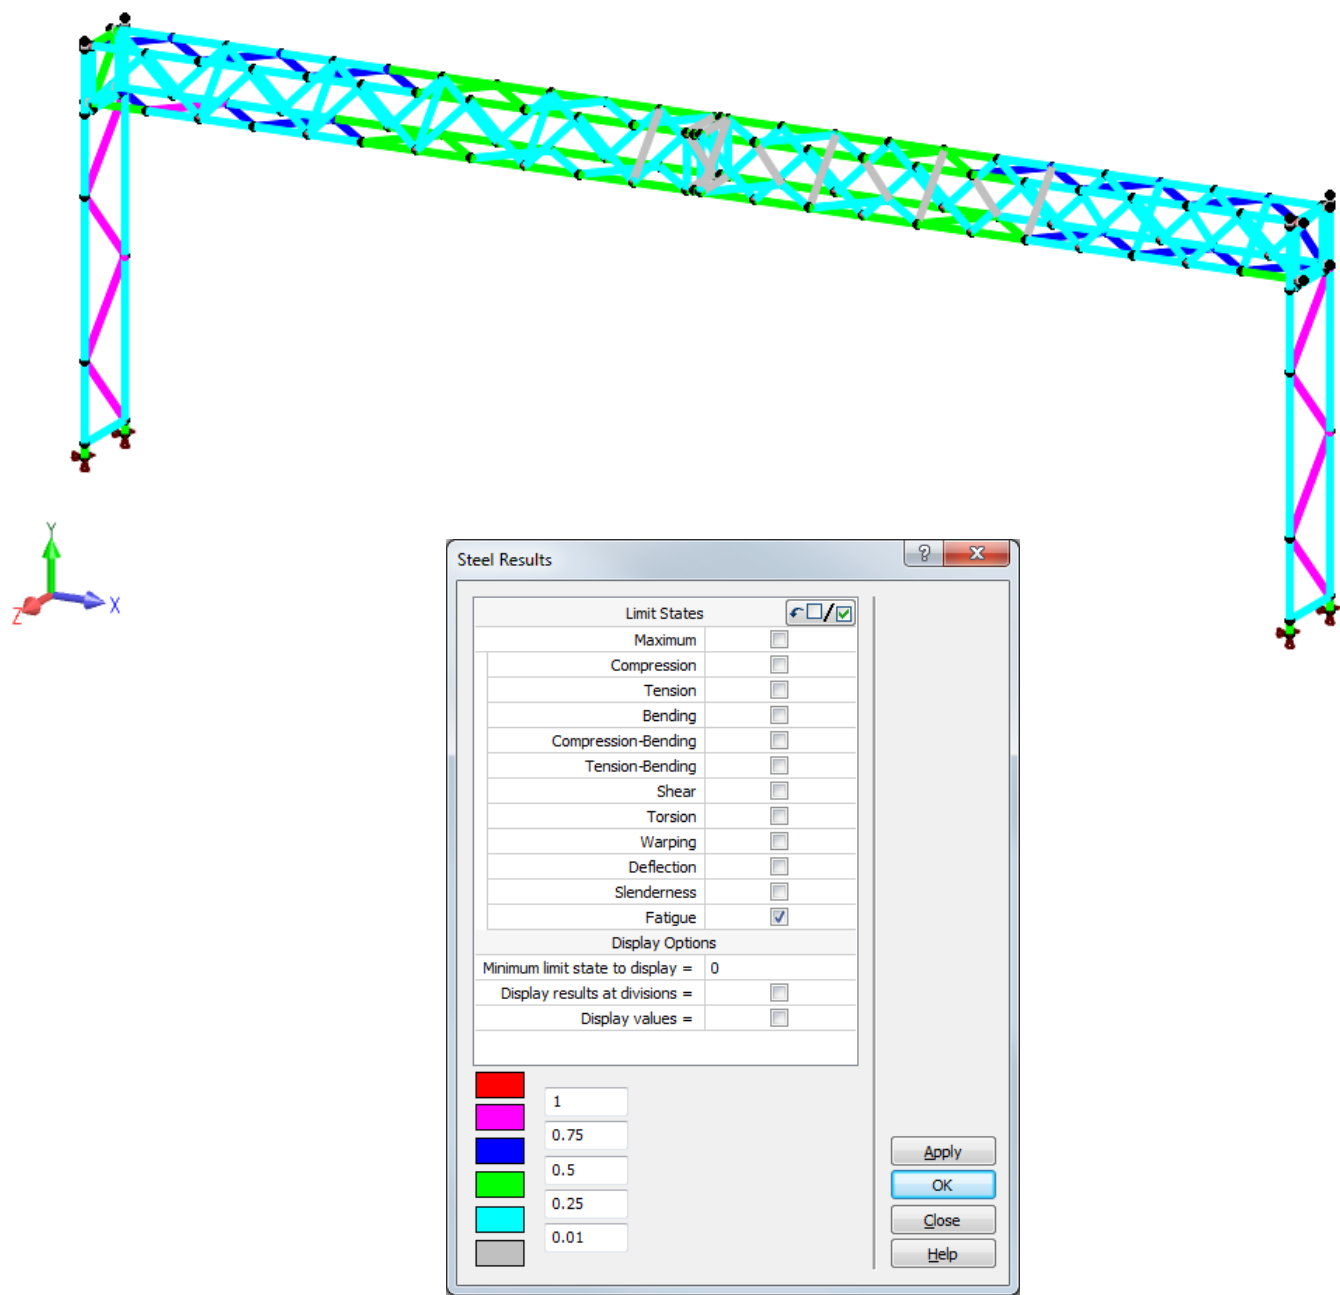 Y
X
Z
Steel Results
?
X
Limit States
Maximum
Compression
Tension
Bending
Compression-Bending
Tension-Bending
Shear
Torsion
Warping
Deflection
Slenderness
Fatigue
Display Options
Minimum limit state to display = 0
Display results at divisions =
Display values =
1
0.75
0.5
0.25
0.01
Apply
OK
Close
Help